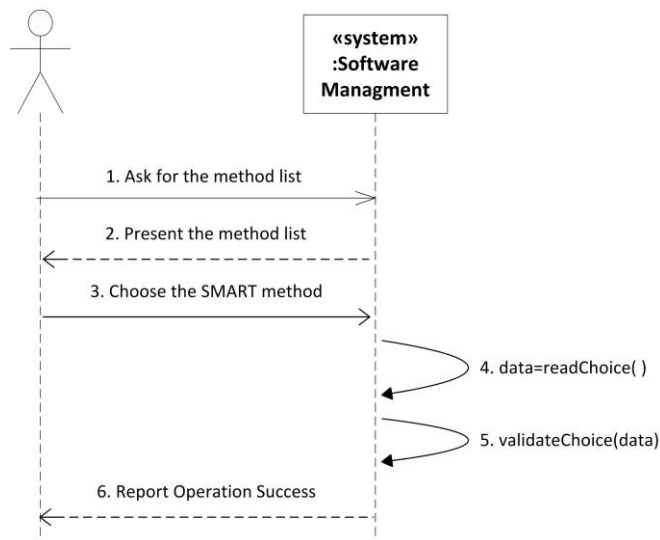 «system»
:Software
Managment
1. Ask for the method list
2. Present the method list
3. Choose the SMART method
4. data=readChoice( )
5. validateChoice(data)
6. Report Operation Success